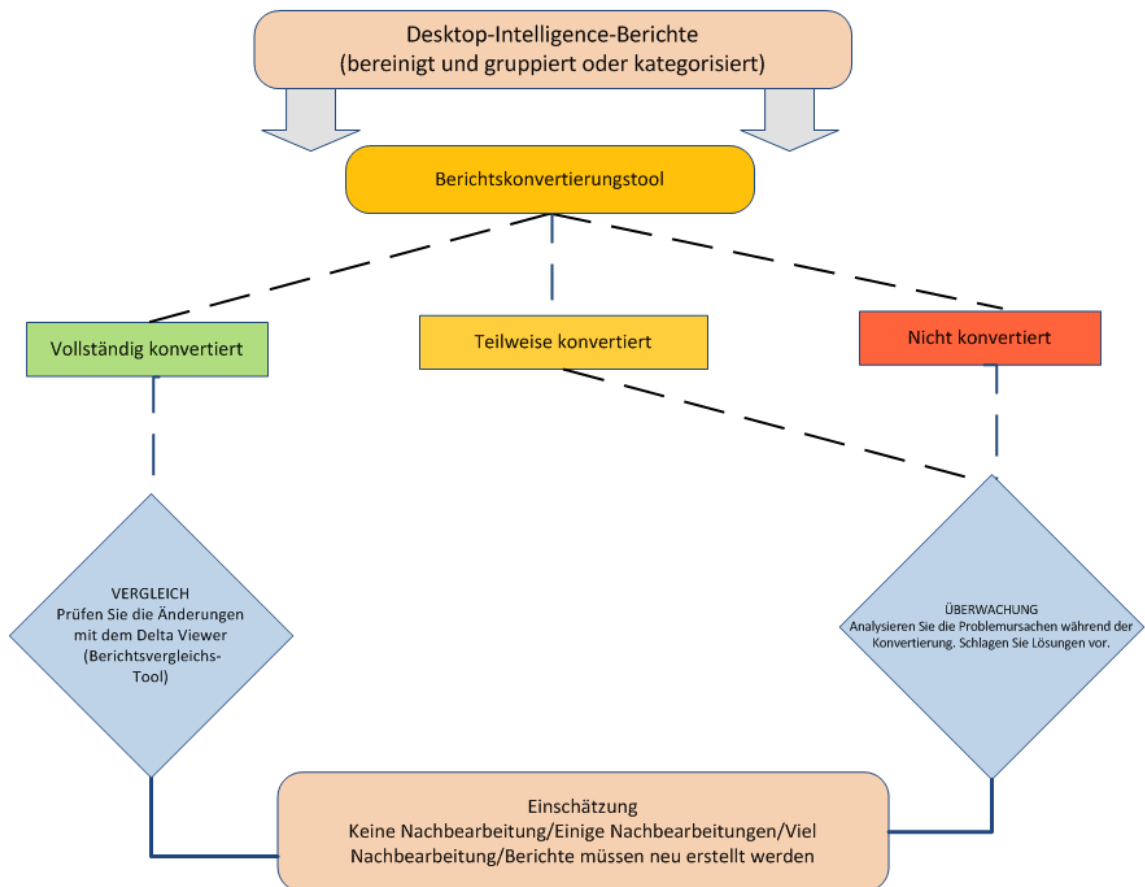 Desktop-Intelligence-Berichte
(bereinigt und gruppiert oder kategorisiert)
Berichtskonvertierungstool
Vollständig konvertiert
Teilweise konvertiert
Nicht konvertiert
VERGLEICH
Prüfen Sie die Änderungen
mit dem Delta Viewer
(Berichtsvergleichs-
Tool)
ÜBERWACHUNG
Analysieren Sie die Problemursachen während der
Konvertierung. Schlagen Sie Lösungen vor.
Einschätzung
Keine Nachbearbeitung/Einige Nachbearbeitungen/Viel
Nachbearbeitung/Berichte müssen neu erstellt werden